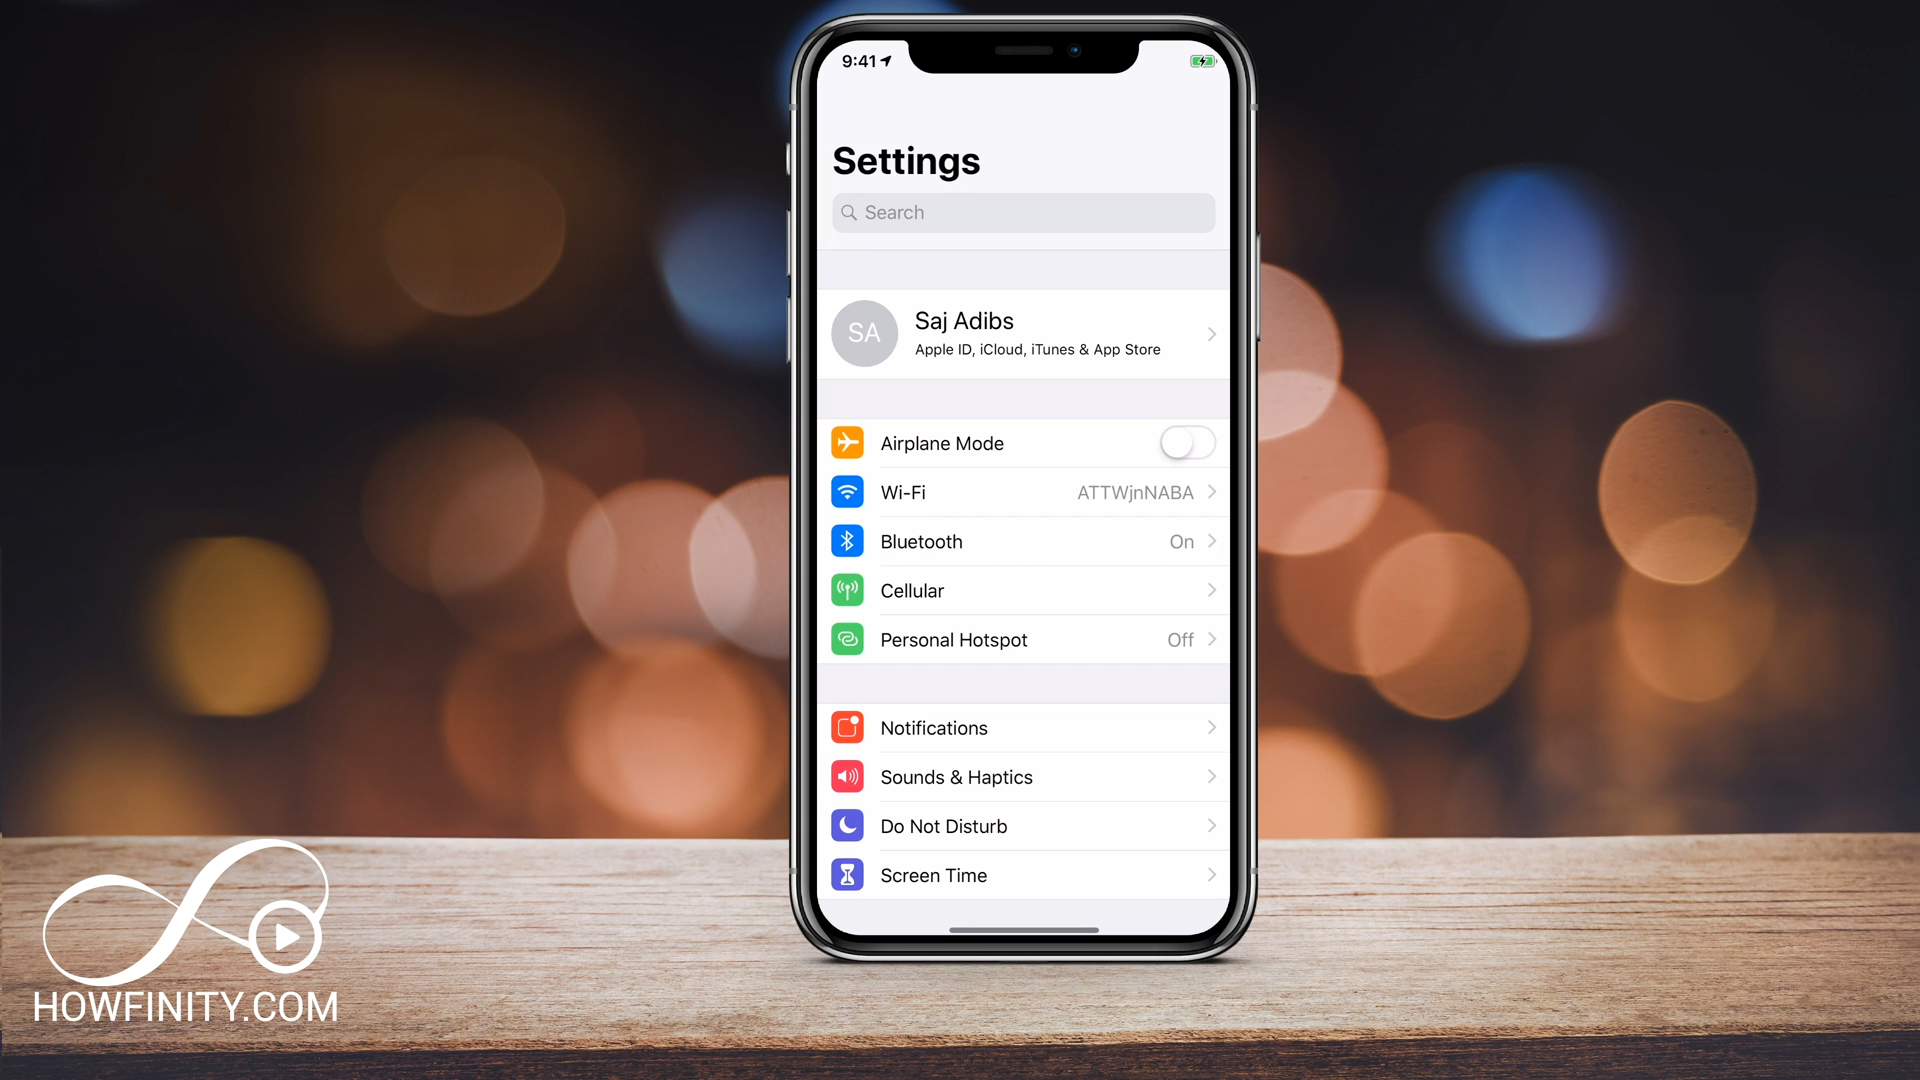 9:41
Settings
Search
SA
Saj Adibs
Apple ID, iCloud, iTunes & App Store
Airplane Mode
Wi-Fi ATTWjnNABA
Bluetooth On
Cellular
Personal Hotspot Off
Notifications
Sounds & Haptics
Do Not Disturb
Screen Time
HOWFINITY.COM